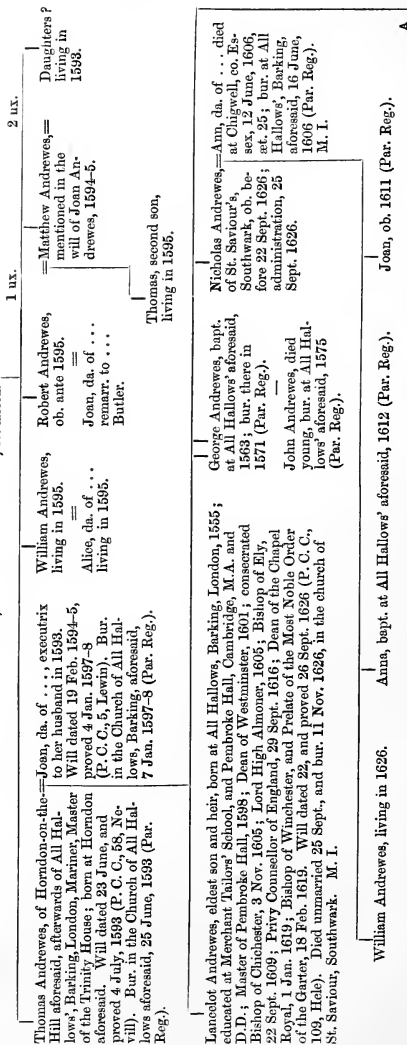 1 ux.
2 ux.
Thomas Andrewes, of Horndon-on-the-
Hill aforesaid, afterwards of All Hal-
lows', Barking, London, Mariner, Master
of the Trinity House; born at Horndon
aforesaid. Will dated 23 June, and
proved 4 July, 1593 (P. C. C., 58, Ne-
vill). Bur. in the Church of All Hal-
lows aforesaid, 25 June, 1593 (Par.
Reg.).
=Joan, da. of ...., executrix
to her husband in 1593.
Will dated 19 Feb. 1594-5,
proved 4 Jan. 1597-8
(P. C. C., 5, Lewin). Bur.
in the Church of All Hal-
lows, Barking, aforesaid,
7 Jan. 1597-8 (Par. Reg.).
William Andrewes,
living in 1595.
=
Alice, da. of ...
living in 1595.
Robert Andrewes,
ob. ante 1595.
=
Joan, da. of ...
remarr. to ...
Butler.
=Matthew Andrewes,=
mentioned in the
will of Joan An-
drewes, 1594-5.
Daughters?
living in
1593.
Thomas, second son,
living in 1595.
Lancelot Andrewes, eldest son and heir, born at All Hallows, Barking, London, 1555;
educated at Merchant Tailors' School, and Pembroke Hall, Cambridge, M.A. and
D.D.; Master of Pembroke Hall, 1598; Dean of Westminster, 1601; consecrated
Bishop of Chichester, 3 Nov. 1605; Lord High Almoner, 1605; Bishop of Ely,
22 Sept. 1609; Privy Counsellor of England, 29 Sept. 1616; Dean of the Chapel
Royal, 1 Jan. 1619; Bishop of Winchester, and Prelate of the Most Noble Order
of the Garter, 18 Feb. 1619. Will dated 22, and proved 26 Sept. 1626 (P. C. C.,
109, Hele). Died unmarried 25 Sept., and bur. 11 Nov. 1626, in the church of
St. Saviour, Southwark. M. I.
George Andrewes, bapt.
at All Hallows' aforesaid,
1563; bur. there in
1571 (Par. Reg.).
—
John Andrewes, died
young, bur. at All Hal-
lows' aforesaid, 1575
(Par. Reg.).
Nicholas Andrewes,
of St. Saviour's,
Southwark, ob. be-
fore 22 Sept. 1626;
administration, 25
Sept. 1626.
=Ann, da. of ... died
at Chigwell, co. Es-
sex, 12 June, 1606,
æt. 25; bur. at All
Hallows', Barking,
aforesaid, 16 June,
1606 (Par. Reg.).
M. I.
William Andrewes, living in 1626.
Anna, bapt. at All Hallows' aforesaid, 1612 (Par. Reg.).
Joan, ob. 1611 (Par. Reg.).
A